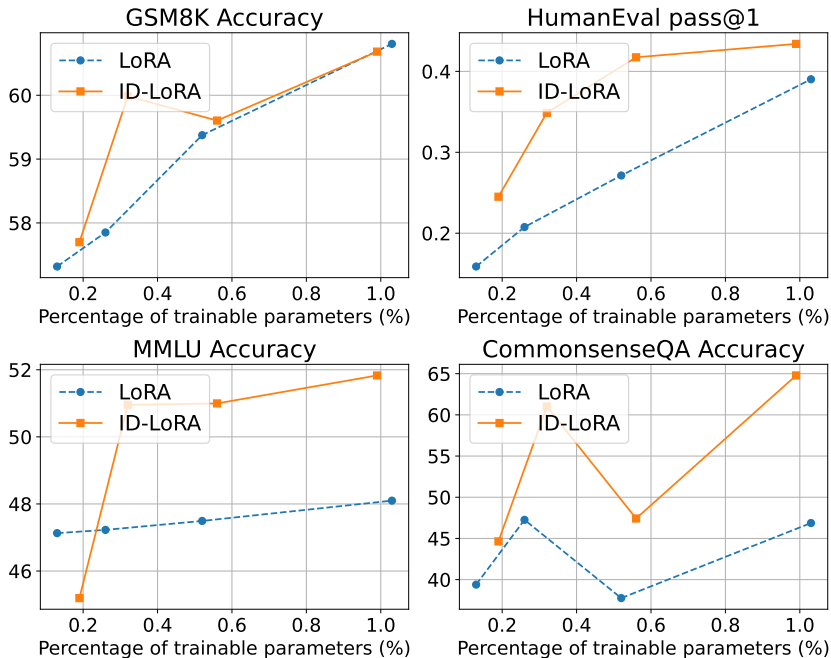 GSM8K Accuracy
LoRA
ID-LoRA
60
59
58
0.2 0.4 0.6 0.8 1.0
Percentage of trainable parameters (%)
HumanEval pass@1
LoRA
ID-LoRA
0.4
0.3
0.2
0.2 0.4 0.6 0.8 1.0
Percentage of trainable parameters (%)
MMLU Accuracy
LoRA
ID-LoRA
52
50
48
46
0.2 0.4 0.6 0.8 1.0
Percentage of trainable parameters (%)
CommonsenseQA Accuracy
LoRA
ID-LoRA
65
60
55
50
45
40
0.2 0.4 0.6 0.8 1.0
Percentage of trainable parameters (%)